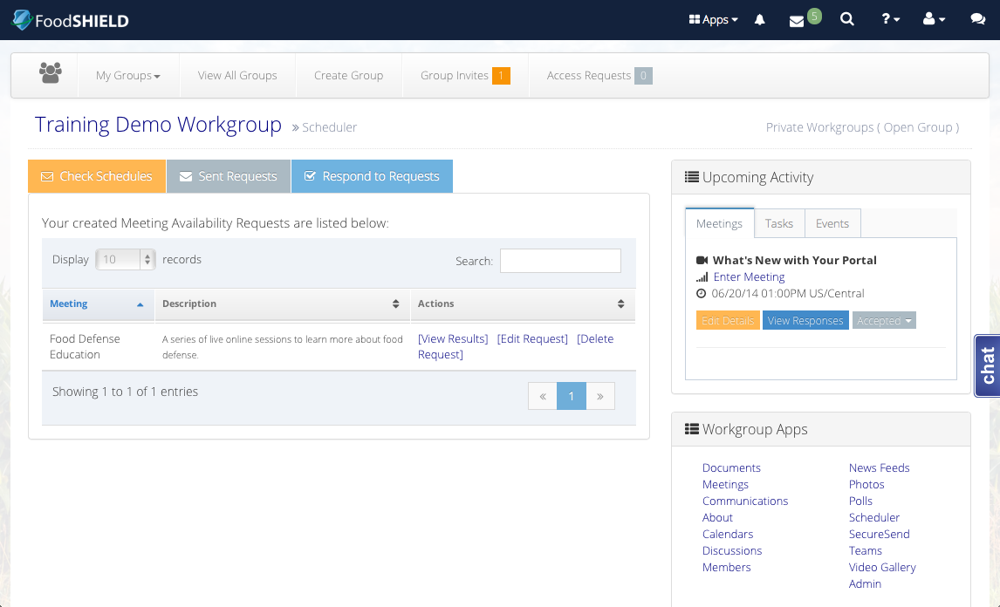 FoodSHIELD
Apps
5
?
My Groups
View All Groups
Create Group
Group Invites 1
Access Requests 0
Training Demo Workgroup » Scheduler
Private Workgroups ( Open Group )
Check Schedules
Sent Requests
Respond to Requests
Your created Meeting Availability Requests are listed below:
Display 10 records
Search:
Meeting
Description
Actions
Food Defense
Education
A series of live online sessions to learn more about food
defense.
[View Results] [Edit Request] [Delete
Request]
Showing 1 to 1 of 1 entries
« 1 »
Upcoming Activity
Meetings
Tasks
Events
What's New with Your Portal
Enter Meeting
06/20/14 01:00PM US/Central
Edit Details
View Responses
Accepted
chat
Workgroup Apps
Documents
Meetings
Communications
About
Calendars
Discussions
Members
News Feeds
Photos
Polls
Scheduler
SecureSend
Teams
Video Gallery
Admin